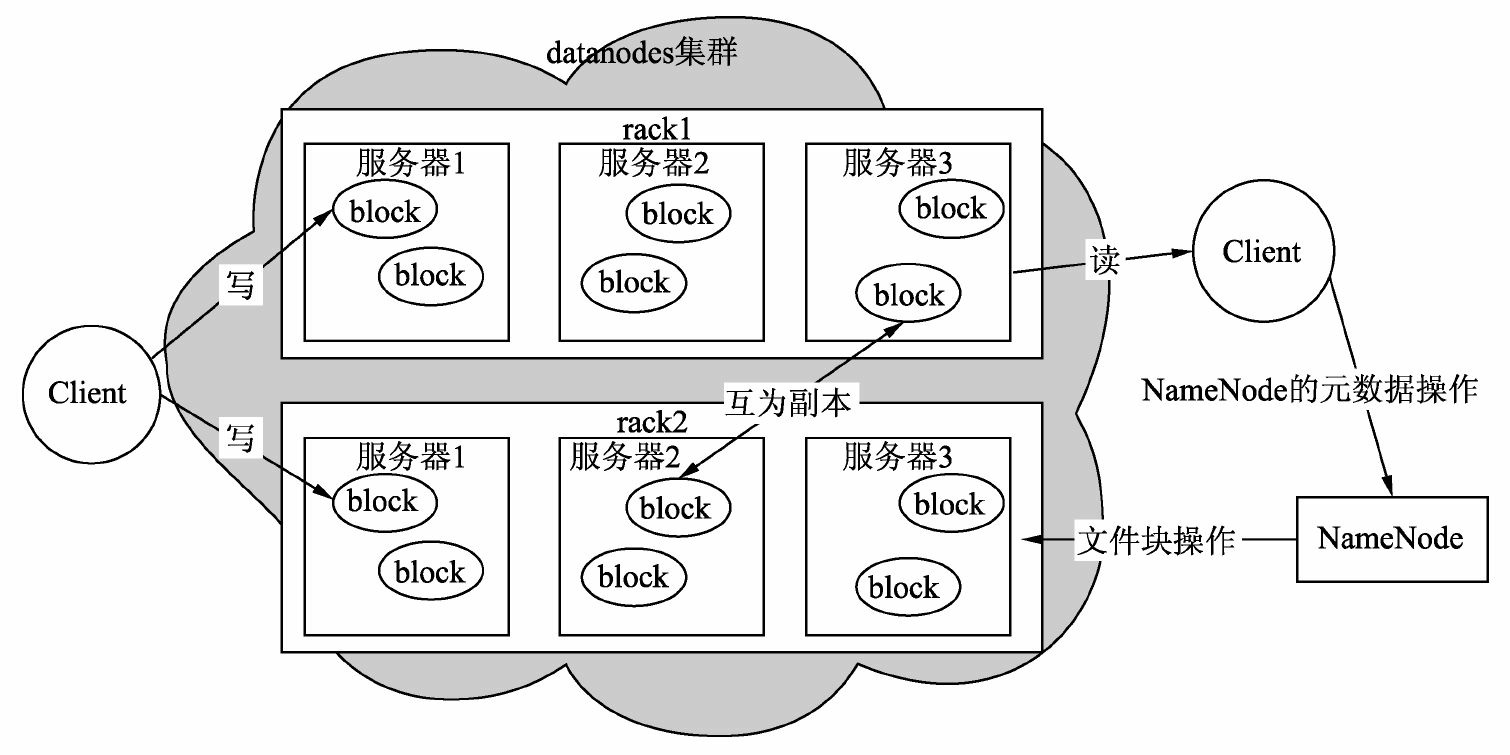 datanodes集群
rack1
服务器1
服务器2
服务器3
block
block
block
block
block
block
写
读
Client
Client
互为副本
NameNode的元数据操作
rack2
写
服务器1
服务器2
服务器3
block
block
block
block
block
block
文件块操作
NameNode